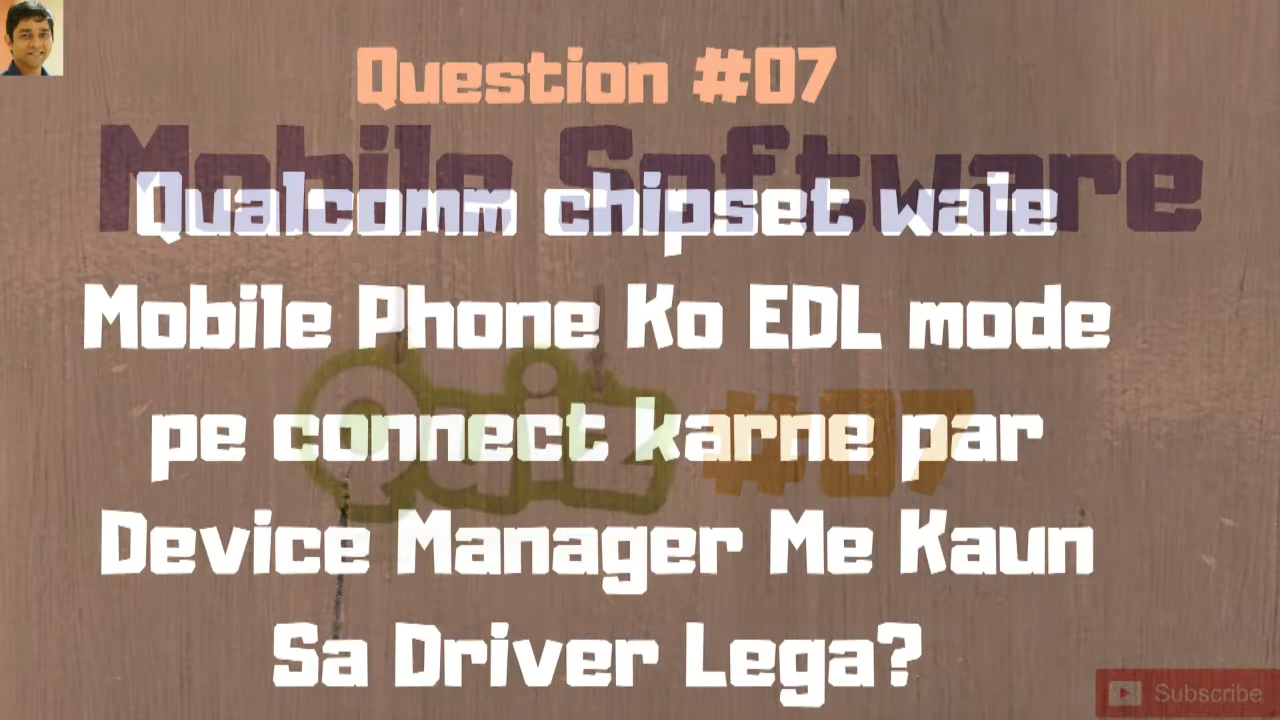 Question #07
Mobile Software
Qualcomm chipset wale
Mobile Phone Ko EDL mode
Quiz #07
pe connect karne par
Device Manager Me Kaun
Sa Driver Lega?
Subscribe